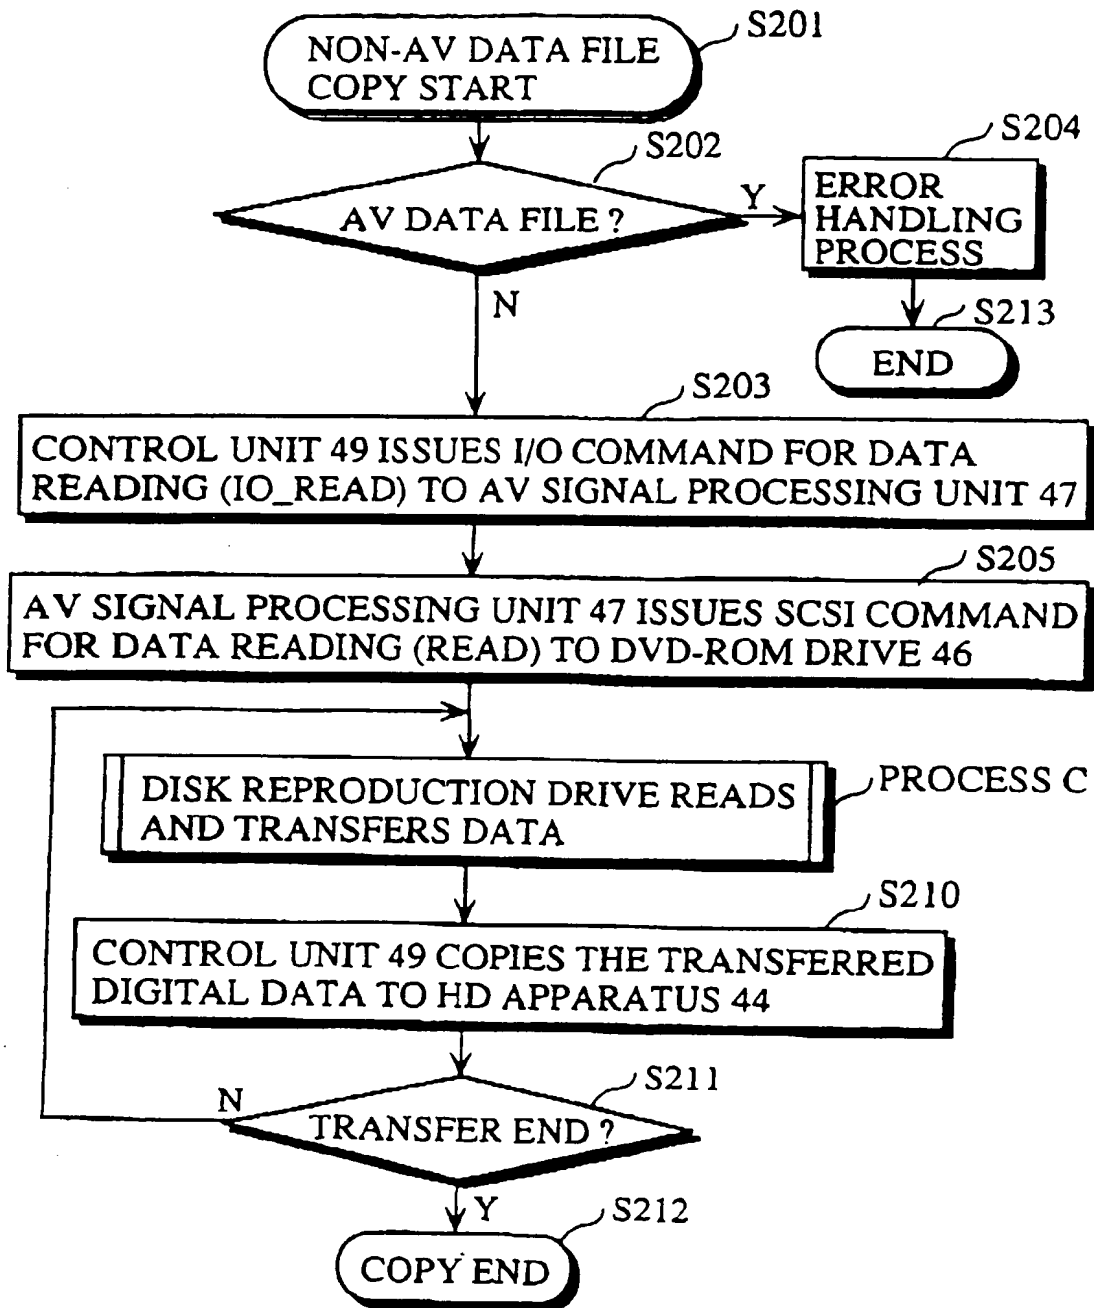 S201
NON-AV DATA FILE
COPY START
S202
AV DATA FILE ?
Y
N
S204
ERROR
HANDLING
PROCESS
S213
END
S203
CONTROL UNIT 49 ISSUES I/O COMMAND FOR DATA
READING (IO_READ) TO AV SIGNAL PROCESSING UNIT 47
S205
AV SIGNAL PROCESSING UNIT 47 ISSUES SCSI COMMAND
FOR DATA READING (READ) TO DVD-ROM DRIVE 46
PROCESS C
DISK REPRODUCTION DRIVE READS
AND TRANSFERS DATA
S210
CONTROL UNIT 49 COPIES THE TRANSFERRED
DIGITAL DATA TO HD APPARATUS 44
S211
N
TRANSFER END ?
Y
S212
COPY END